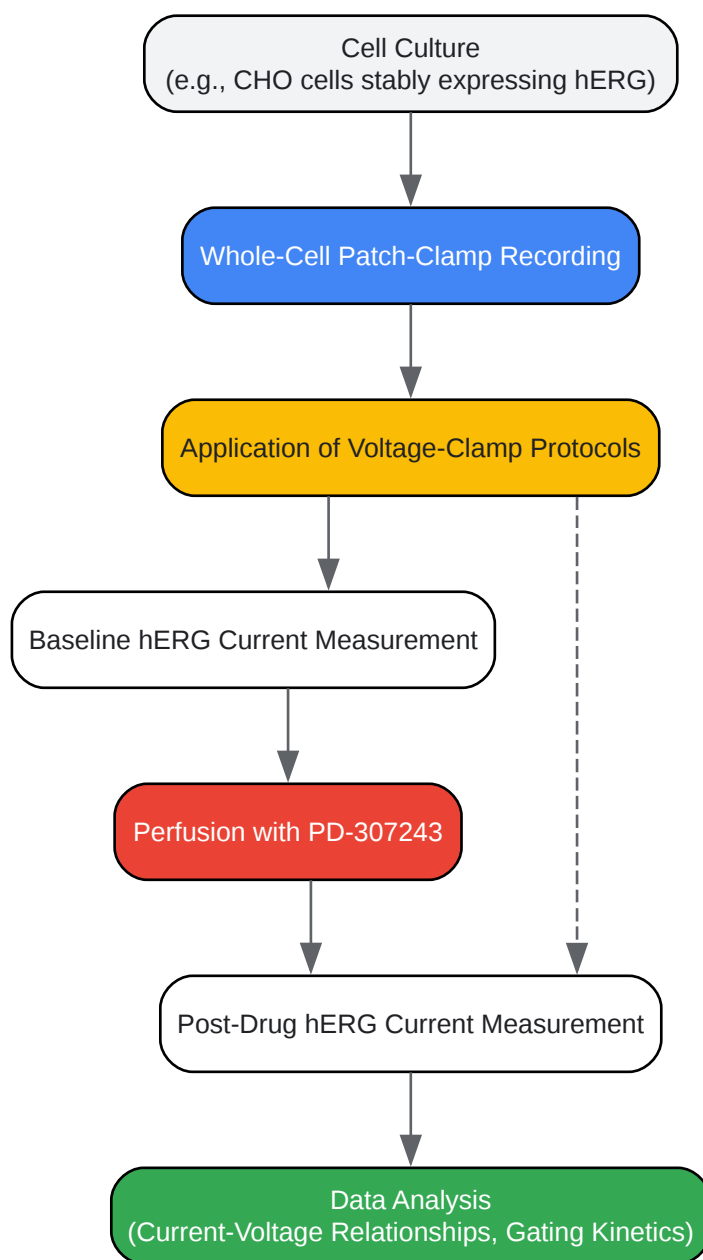 Cell Culture
(e.g., CHO cells stably expressing hERG)
Whole-Cell Patch-Clamp Recording
Application of Voltage-Clamp Protocols
Baseline hERG Current Measurement
Perfusion with PD-307243
Post-Drug hERG Current Measurement
Data Analysis
(Current-Voltage Relationships, Gating Kinetics)